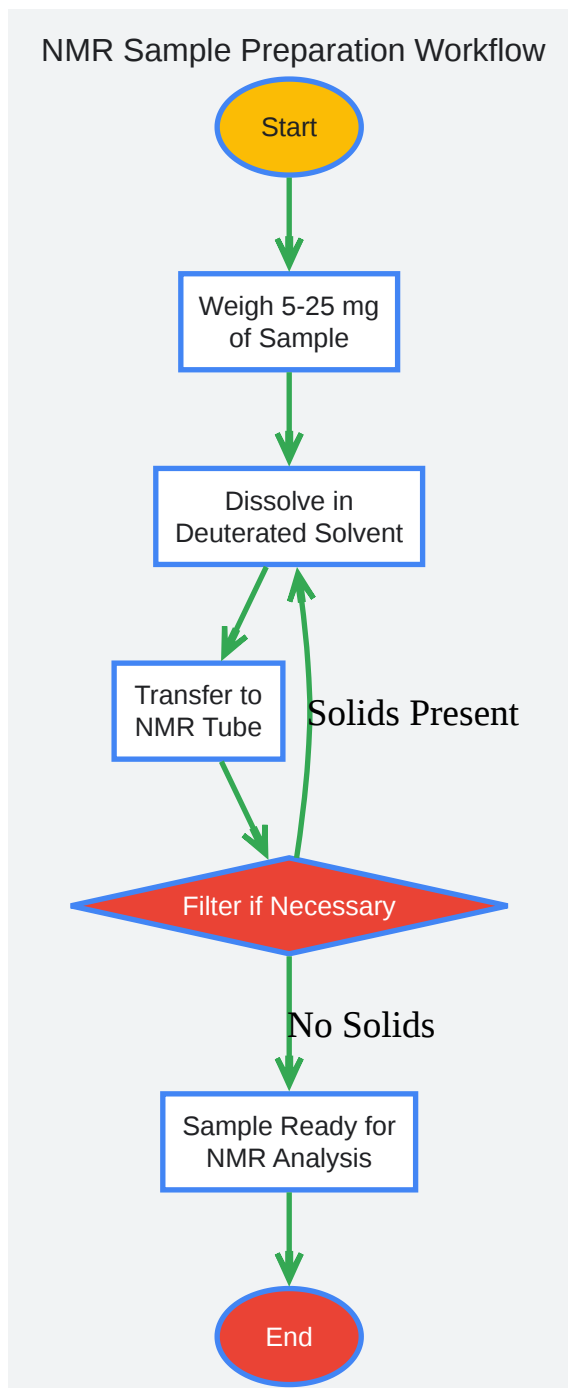 NMR Sample Preparation Workflow
Start
Weigh 5-25 mg
of Sample
Dissolve in
Deuterated Solvent
Transfer to
NMR Tube
Solids Present
Filter if Necessary
No Solids
Sample Ready for
NMR Analysis
End